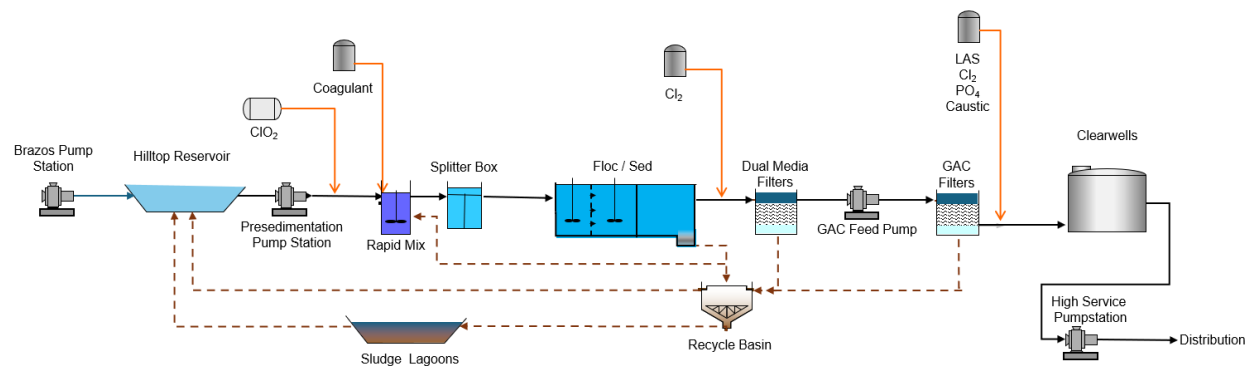 LAS
Cl₂
PO₄
Caustic
Coagulant
Cl₂
ClO₂
Clearwells
Brazos Pump
Station
Hilltop Reservoir
Splitter Box
Floc / Sed
Dual Media
Filters
GAC
Filters
Presedimentation
Pump Station
Rapid Mix
GAC Feed Pump
High Service
Pumpstation
Recycle Basin
Distribution
Sludge Lagoons